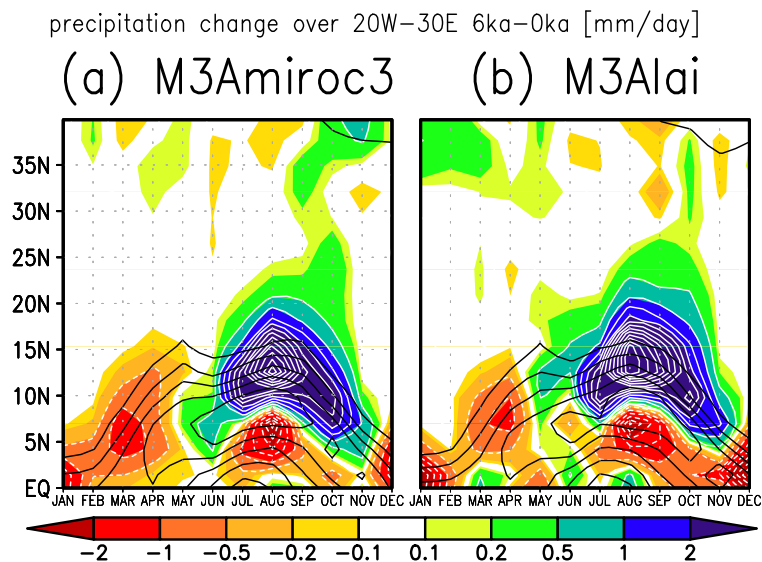 precipitation change over 20W-30E 6ka-0ka [mm/day]
(a) M3Amiroc3 (b) M3Alai
35N
30N
25N
20N
15N
10N
5N
EQ
JAN FEB MAR APR MAY JUN JUL AUG SEP OCT NOV DEC JAN FEB MAR APR MAY JUN JUL AUG SEP OCT NOV DEC
-2 -1 -0.5 -0.2 -0.1 0.1 0.2 0.5 1 2